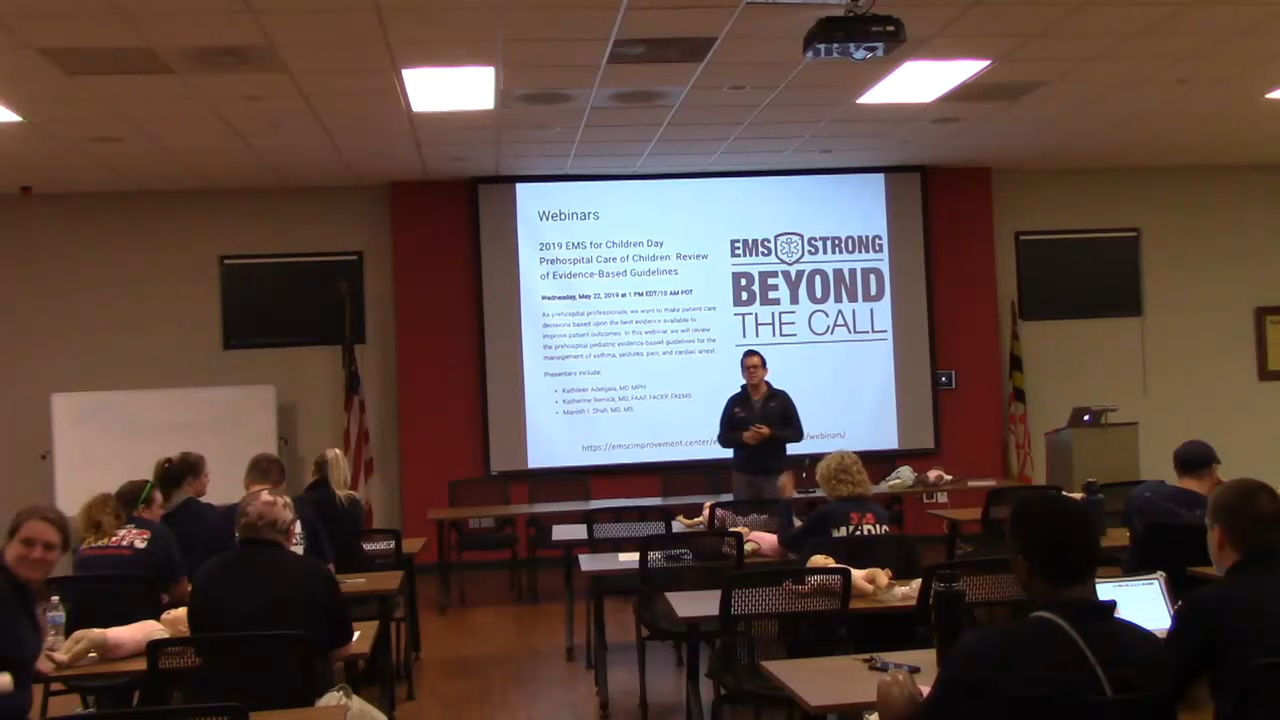 Webinars
2019 EMS for Children Day
Prehospital Care of Children: Review
of Evidence-Based Guidelines
Wednesday, May 22, 2019 at 1 PM EDT/10 AM PDT
As prehospital professionals, we want to make patient care
decisions based upon the best evidence available to
improve patient outcomes. In this webinar, we will review
the prehospital pediatric evidence-based guidelines for the
management of asthma, seizures, pain, and cardiac arrest.
Presenters include:
• Kathleen Adelgais, MD MPH
• Katherine Remick, MD, FAAP, FACEP, FAEMS
• Manish I. Shah, MD, MS
https://emscimprovement.center/
/webinars/
EMS STRONG
BEYOND
THE CALL
MEDIC